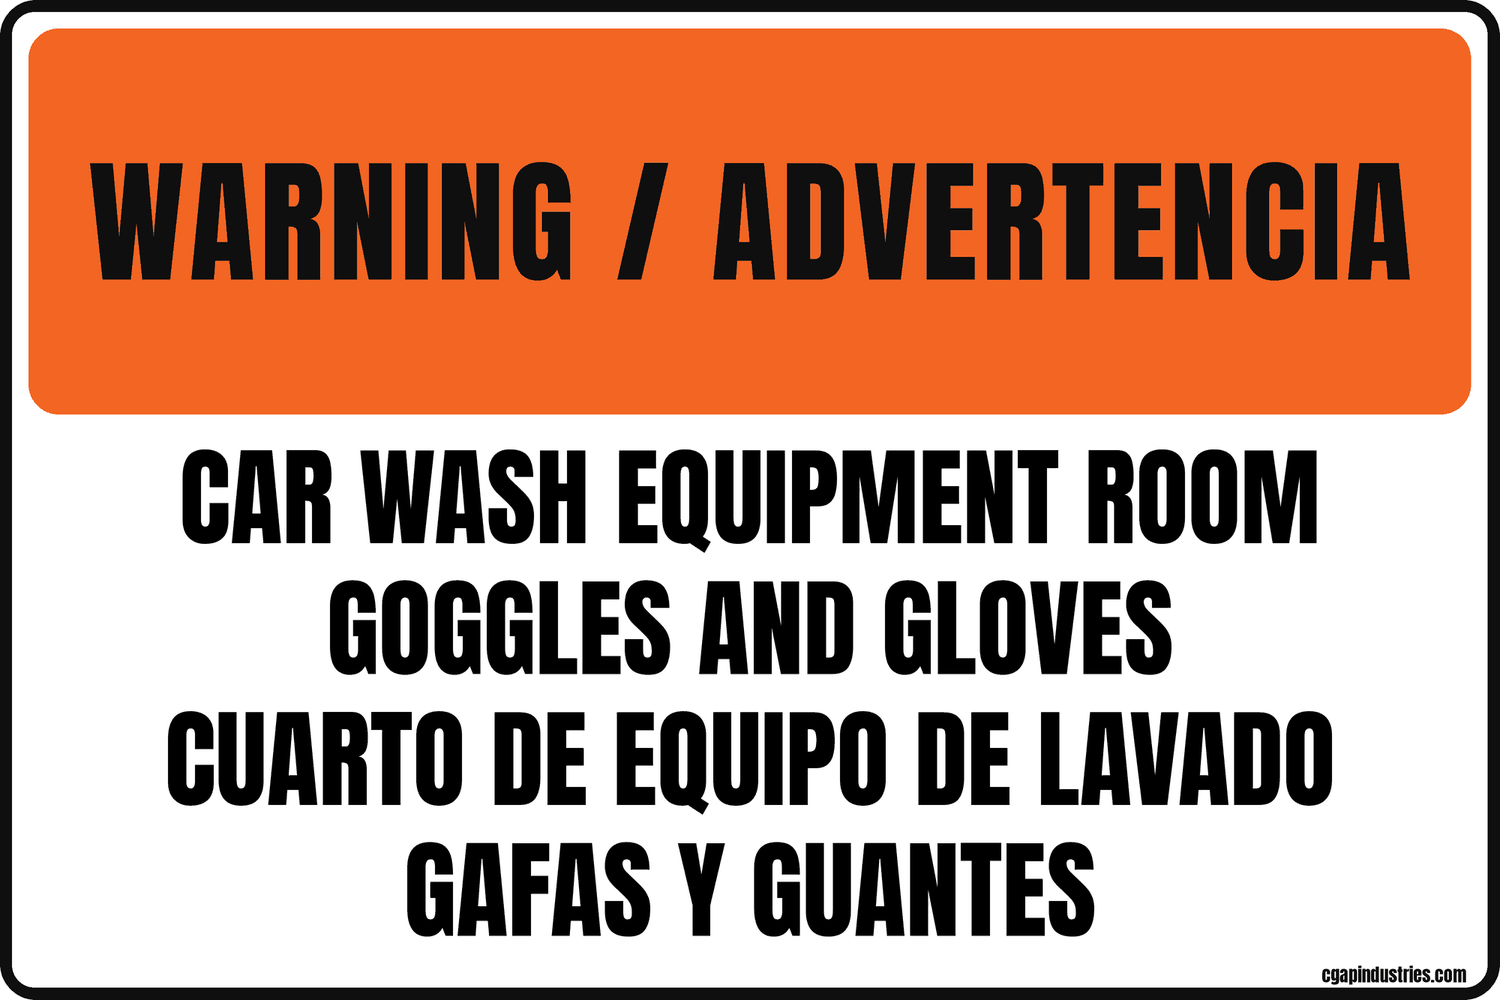 WARNING / ADVERTENCIA
CAR WASH EQUIPMENT ROOM
GOGGLES AND GLOVES
CUARTO DE EQUIPO DE LAVADO
GAFAS Y GUANTES
cgapindustries.com